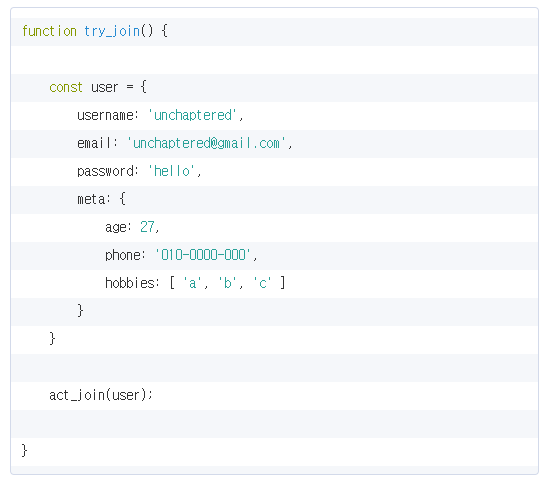 function try_join() {
const user = {
username: 'unchaptered',
email: 'unchaptered@gmail.com',
password: 'hello',
meta: {
age: 27,
phone: '010-0000-000',
hobbies: [ 'a', 'b', 'c' ]
}
}
act_join(user);
}